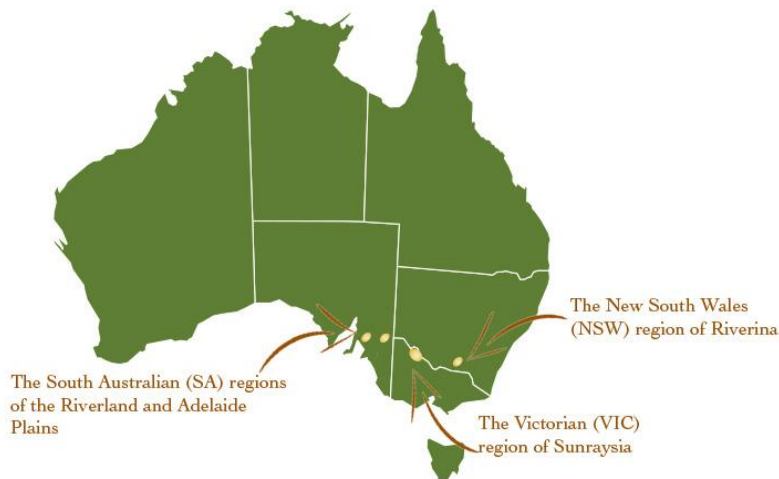 The New South Wales
(NSW) region of Riverina
The South Australian (SA) regions
of the Riverland and Adelaide
Plains
The Victorian (VIC)
region of Sunraysia